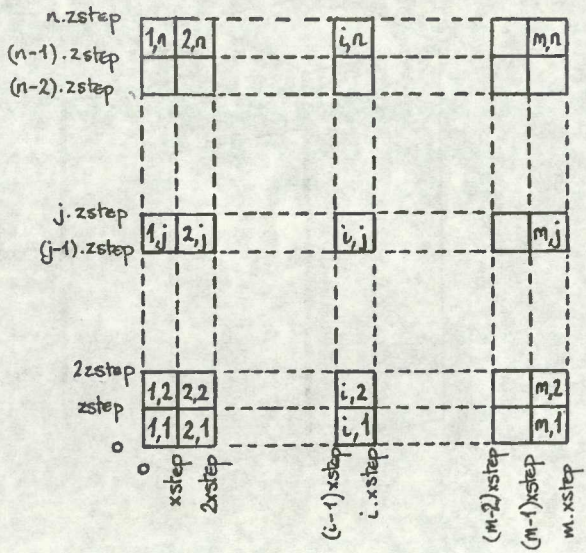 n.zstep
1,n 2,n i,n m,n
(n-1).zstep
(n-2).zstep
j.zstep
1,j 2,j i,j m,j
(j-1).zstep
2zstep
1,2 2,2 i,2 m,2
zstep
1,1 2,1 i,1 m,1
0
0
xstep
2xstep
(i-1)xstep
i.xstep
(m-2)xstep
(m-1)xstep
m.xstep